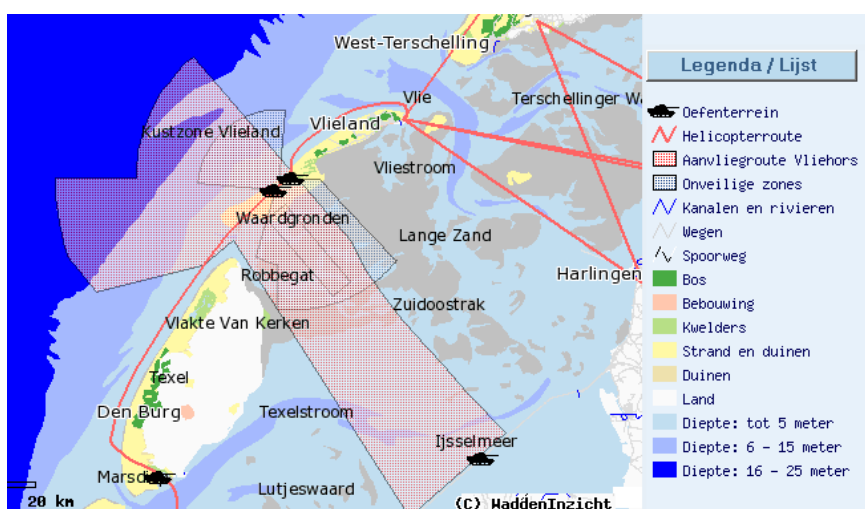 West-Terschelling
Vlie
Terschellinger Wa
Kustzone Vlieland
Vlieland
Vliestroom
Waardgronden
Lange Zand
Robbegat
Harlingen
Zuidoostrak
Vlakte Van Kerken
Texel
Den Burg
Texelstroom
Ijsselmeer
Marsdiep
Lutjeswaard
20 km
(C) WaddenInzicht
Legenda / Lijst
Oefenterrein
Helicopterroute
Aanvliegroute Vliehors
Onveilige zones
Kanalen en rivieren
Wegen
Spoorweg
Bos
Bebouwing
Kwelders
Strand en duinen
Duinen
Land
Diepte: tot 5 meter
Diepte: 6 - 15 meter
Diepte: 16 - 25 meter